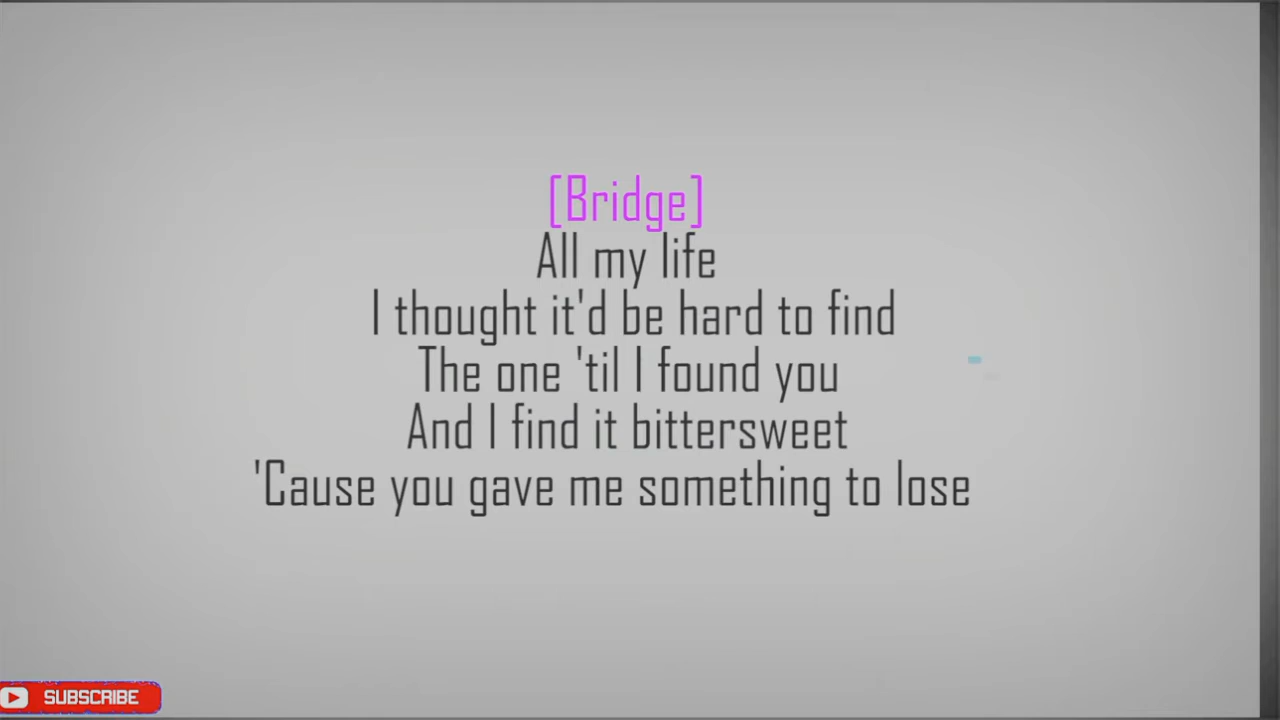 [Bridge]
All my life
I thought it'd be hard to find
The one 'til I found you
And I find it bittersweet
'Cause you gave me something to lose
SUBSCRIBE